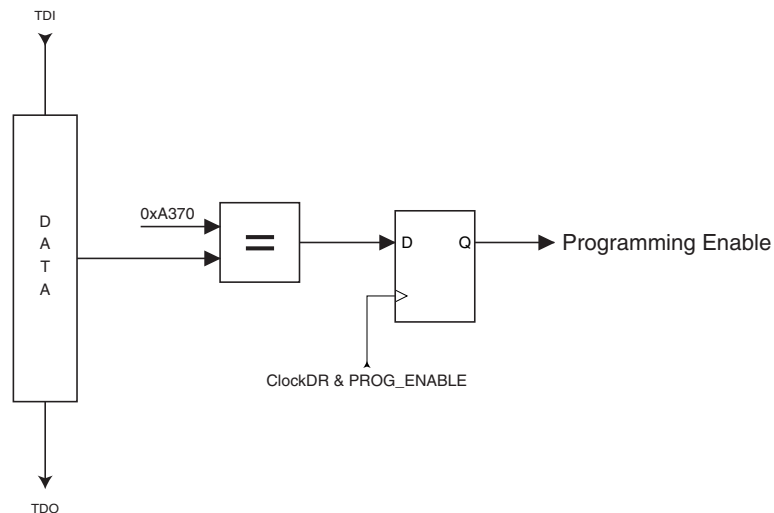 TDI
D
A
T
A
0xA370
=
D
Q
Programming Enable
ClockDR & PROG_ENABLE
TDO